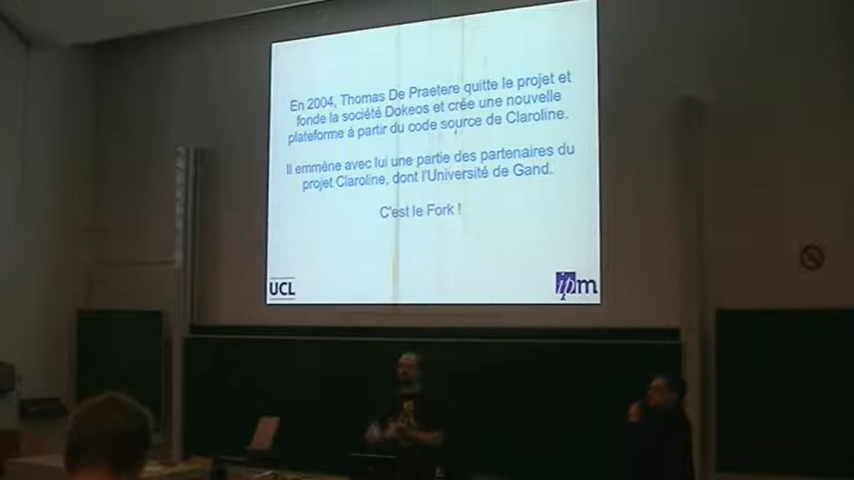 En 2004, Thomas De Praetere quitte le projet et
fonde la société Dokeos et crée une nouvelle
plateforme à partir du code source de Claroline.
Il emmène avec lui une partie des partenaires du
projet Claroline, dont l'Université de Gand.
C'est le Fork !
UCL
ipm